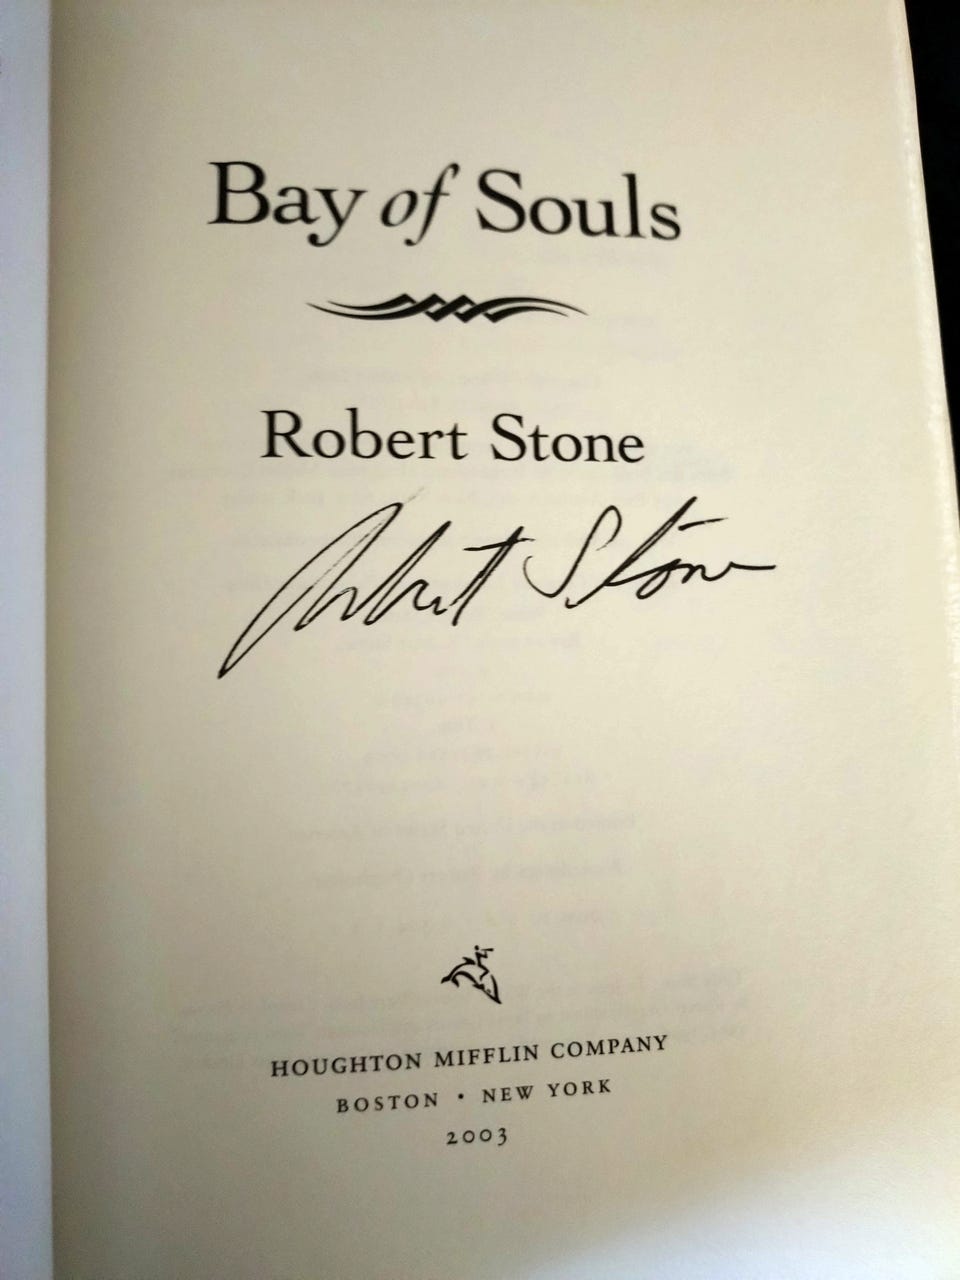 Bay of Souls
Robert Stone
Robert Stone
HOUGHTON MIFFLIN COMPANY
BOSTON • NEW YORK
2003